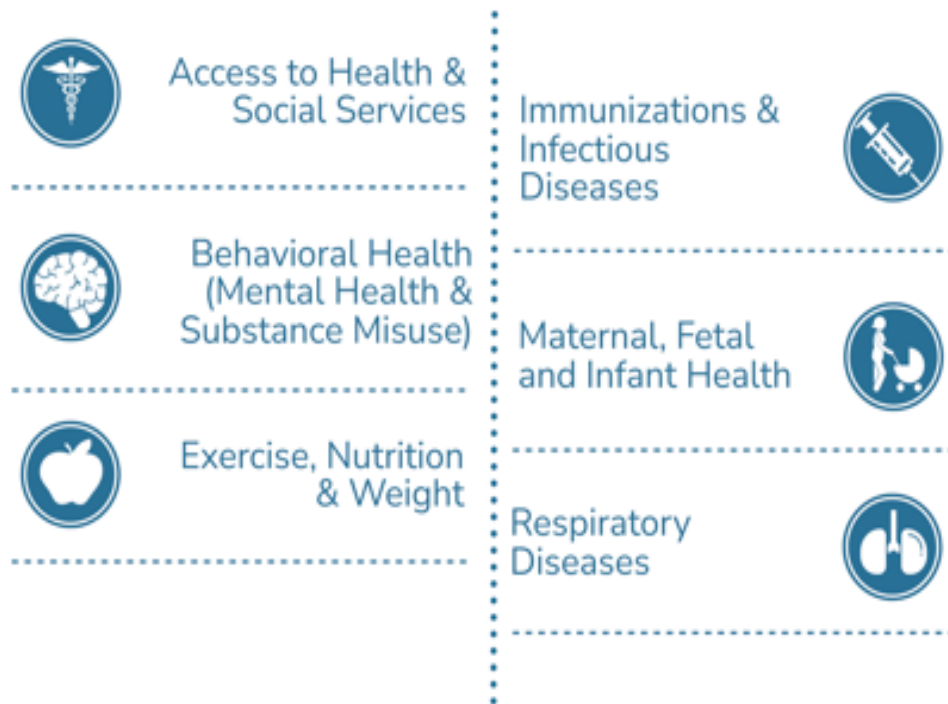 Access to Health &
Social Services
Behavioral Health
(Mental Health &
Substance Misuse)
Exercise, Nutrition
& Weight
Immunizations &
Infectious
Diseases
Maternal, Fetal
and Infant Health
Respiratory
Diseases